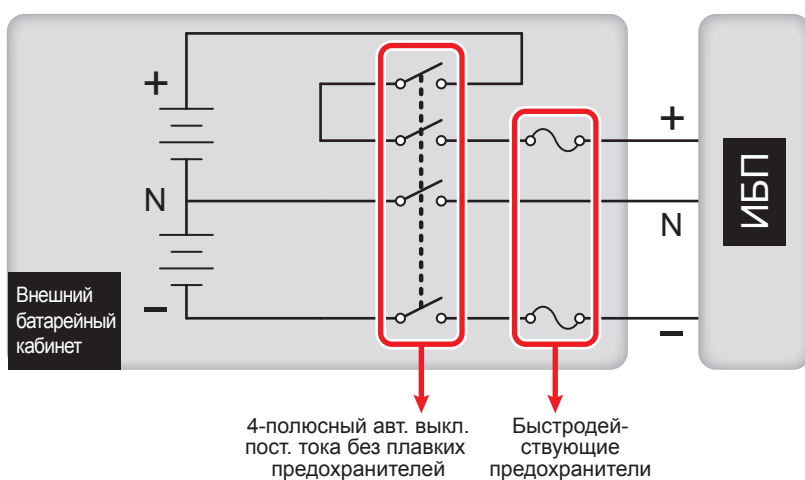 +
N
–
Внешний
батарейный
кабинет
+
N
–
ИБП
4-полюсный авт. выкл.
пост. тока без плавких
предохранителей
Быстродей-
ствующие
предохранители